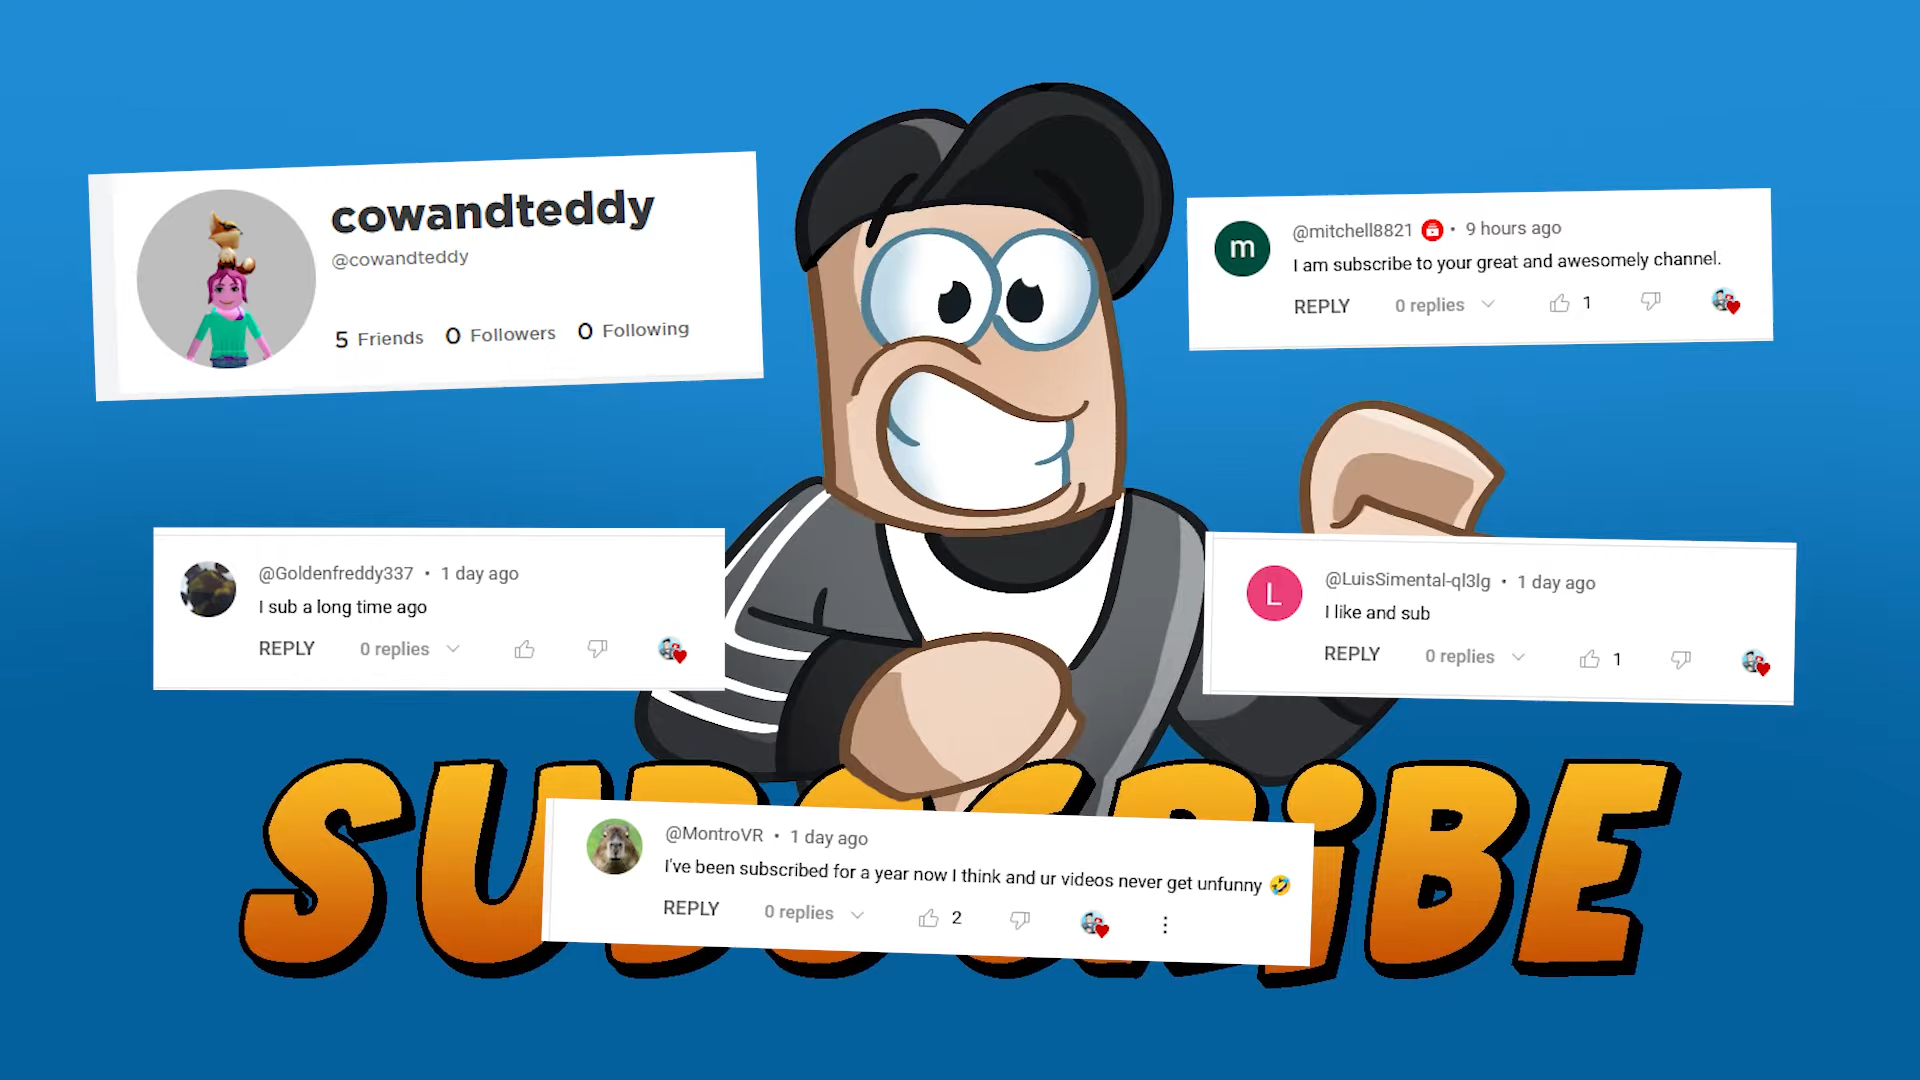 cowandteddy
@cowandteddy
5 Friends 0 Followers 0 Following
m
@mitchell8821 • 9 hours ago
I am subscribe to your great and awesomely channel.
REPLY 0 replies 1
@Goldenfreddy337 • 1 day ago
I sub a long time ago
REPLY 0 replies
L
@LuisSimental-ql3lg • 1 day ago
I like and sub
REPLY 0 replies 1
SUBSCRiBE
@MontroVR • 1 day ago
I've been subscribed for a year now I think and ur videos never get unfunny 🤣
REPLY 0 replies 2